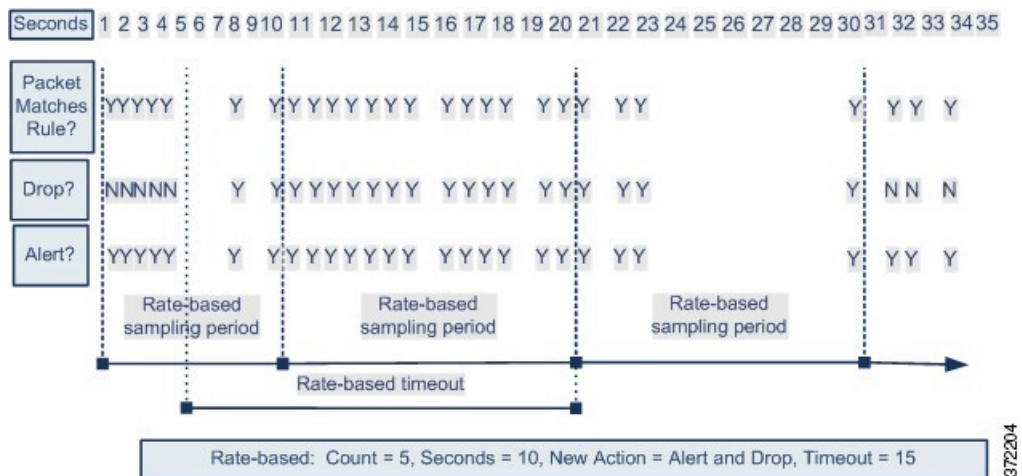 Seconds 1 2 3 4 5 6 7 8 9 10 11 12 13 14 15 16 17 18 19 20 21 22 23 24 25 26 27 28 29 30 31 32 33 34 35
Packet
Matches
Rule?
YYYYY Y Y Y Y Y Y Y Y Y Y Y Y Y Y Y Y Y Y Y Y Y Y Y
Drop?
NNNNN Y Y Y Y Y Y Y Y Y Y Y Y Y Y Y Y Y Y Y Y N N N
Alert?
YYYYY Y Y Y Y Y Y Y Y Y Y Y Y Y Y Y Y Y Y Y Y Y Y Y
Rate-based
sampling period
Rate-based
sampling period
Rate-based
sampling period
Rate-based timeout
Rate-based: Count = 5, Seconds = 10, New Action = Alert and Drop, Timeout = 15
372204